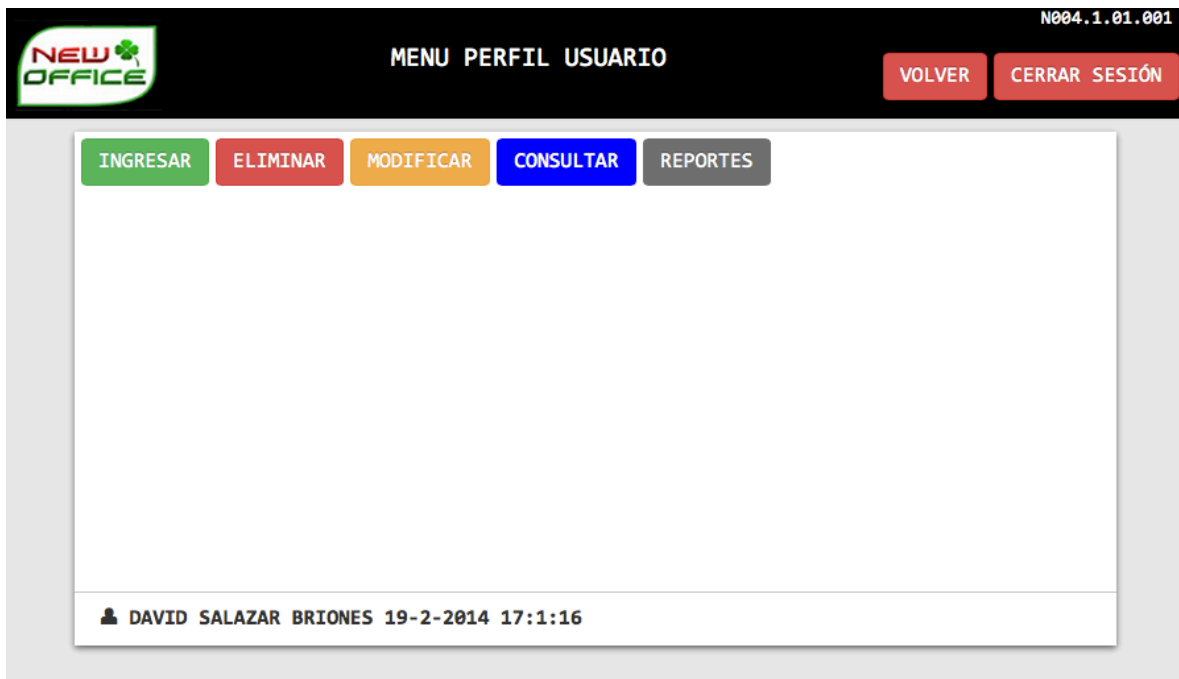 N004.1.01.001
NEW
OFFICE
MENU PERFIL USUARIO
VOLVER CERRAR SESIÓN
INGRESAR ELIMINAR MODIFICAR CONSULTAR REPORTES
DAVID SALAZAR BRIONES 19-2-2014 17:1:16